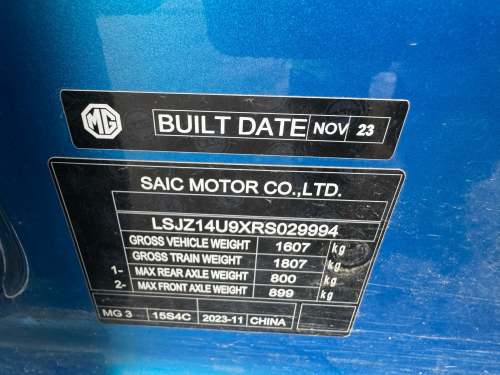 MG BUILT DATE NOV 23
SAIC MOTOR CO.,LTD.
LSJZ14U9XRS029994
GROSS VEHICLE WEIGHT 1607 kg
GROSS TRAIN WEIGHT 1807 kg
1- MAX REAR AXLE WEIGHT 800 kg
2- MAX FRONT AXLE WEIGHT 899 kg
MG 3 15S4C 2023-11 CHINA